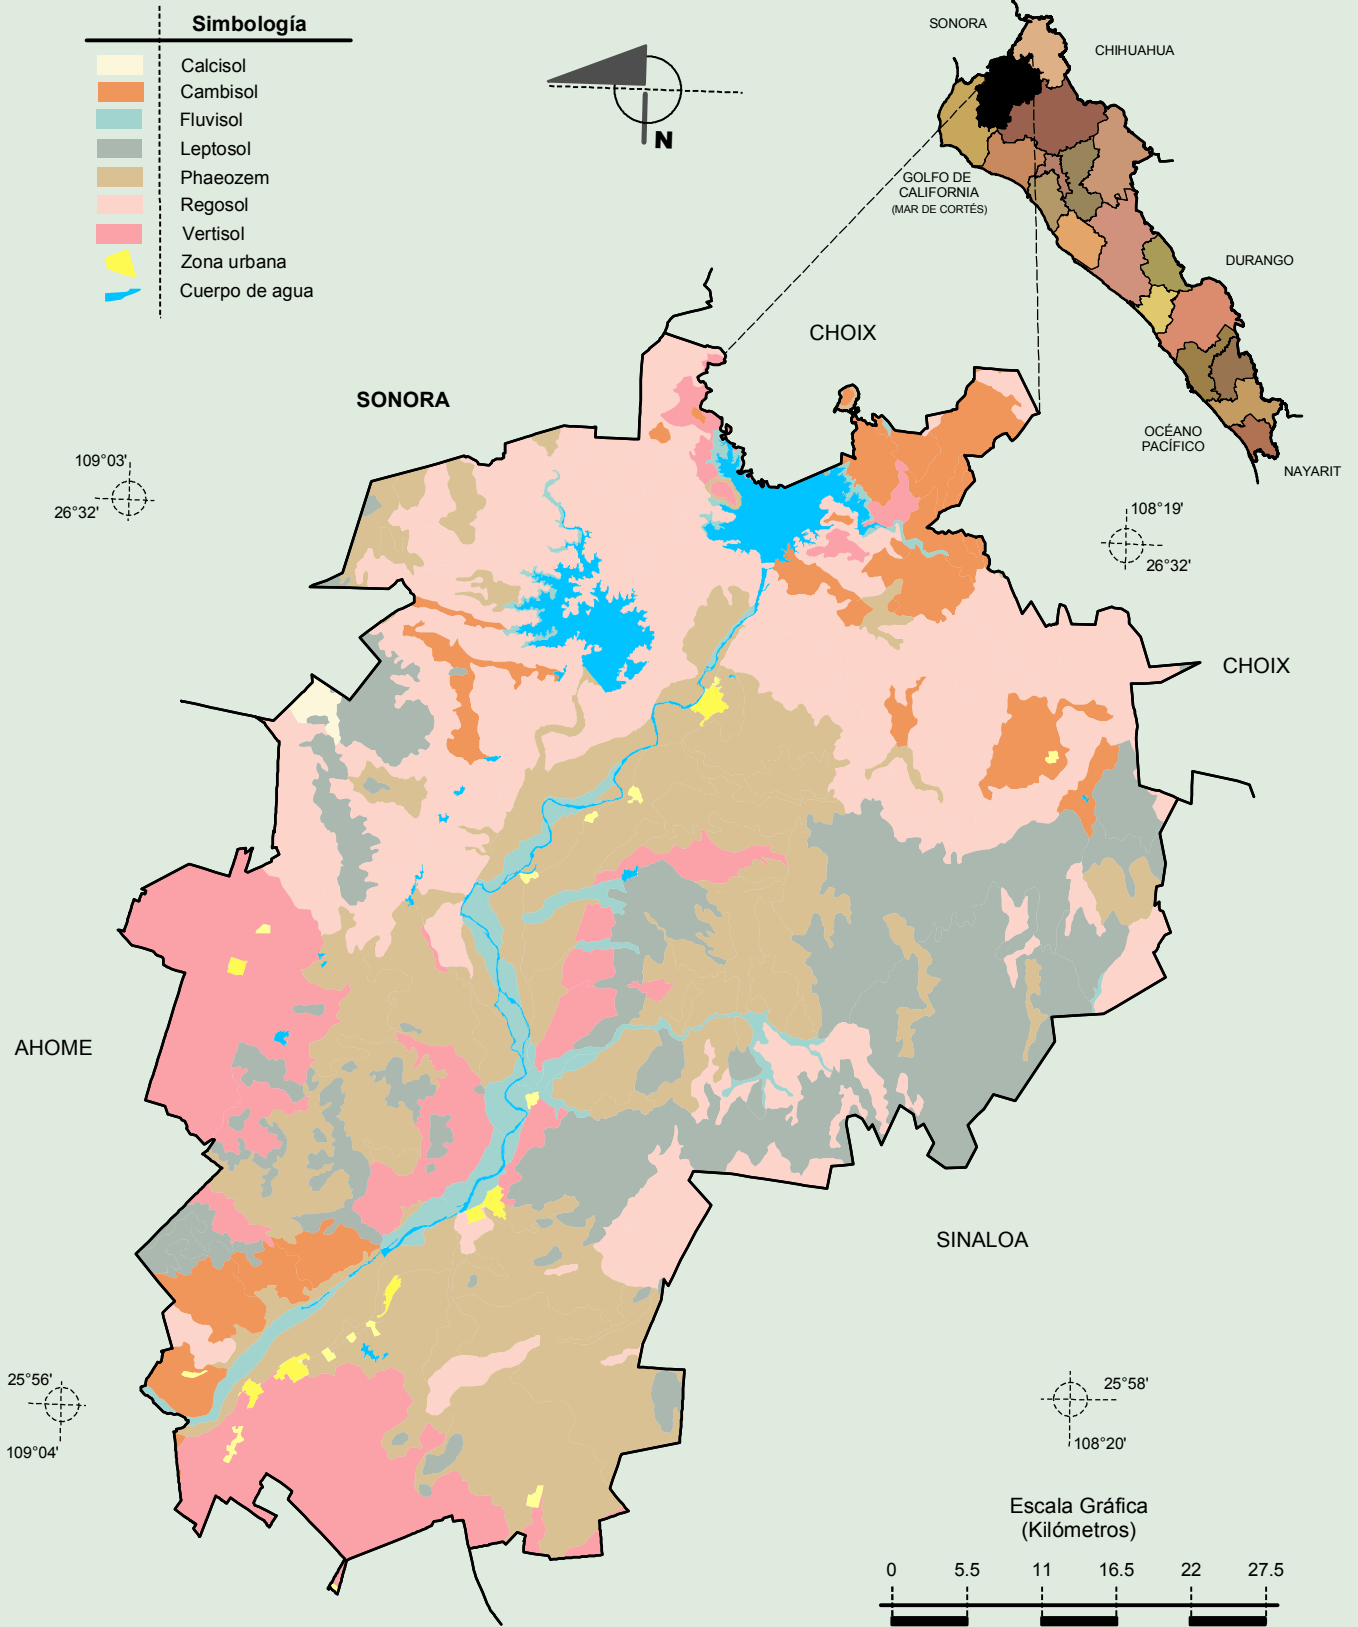 Simbología
Calcisol
Cambisol
Fluvisol
Leptosol
Phaeozem
Regosol
Vertisol
Zona urbana
Cuerpo de agua
N
SONORA
CHIHUAHUA
GOLFO DE
CALIFORNIA
(MAR DE CORTÉS)
DURANGO
OCÉANO
PACÍFICO
NAYARIT
CHOIX
SONORA
109°03'
26°32'
108°19'
26°32'
CHOIX
AHOME
SINALOA
25°56'
109°04'
25°58'
108°20'
Escala Gráfica
(Kilómetros)
0 5.5 11 16.5 22 27.5